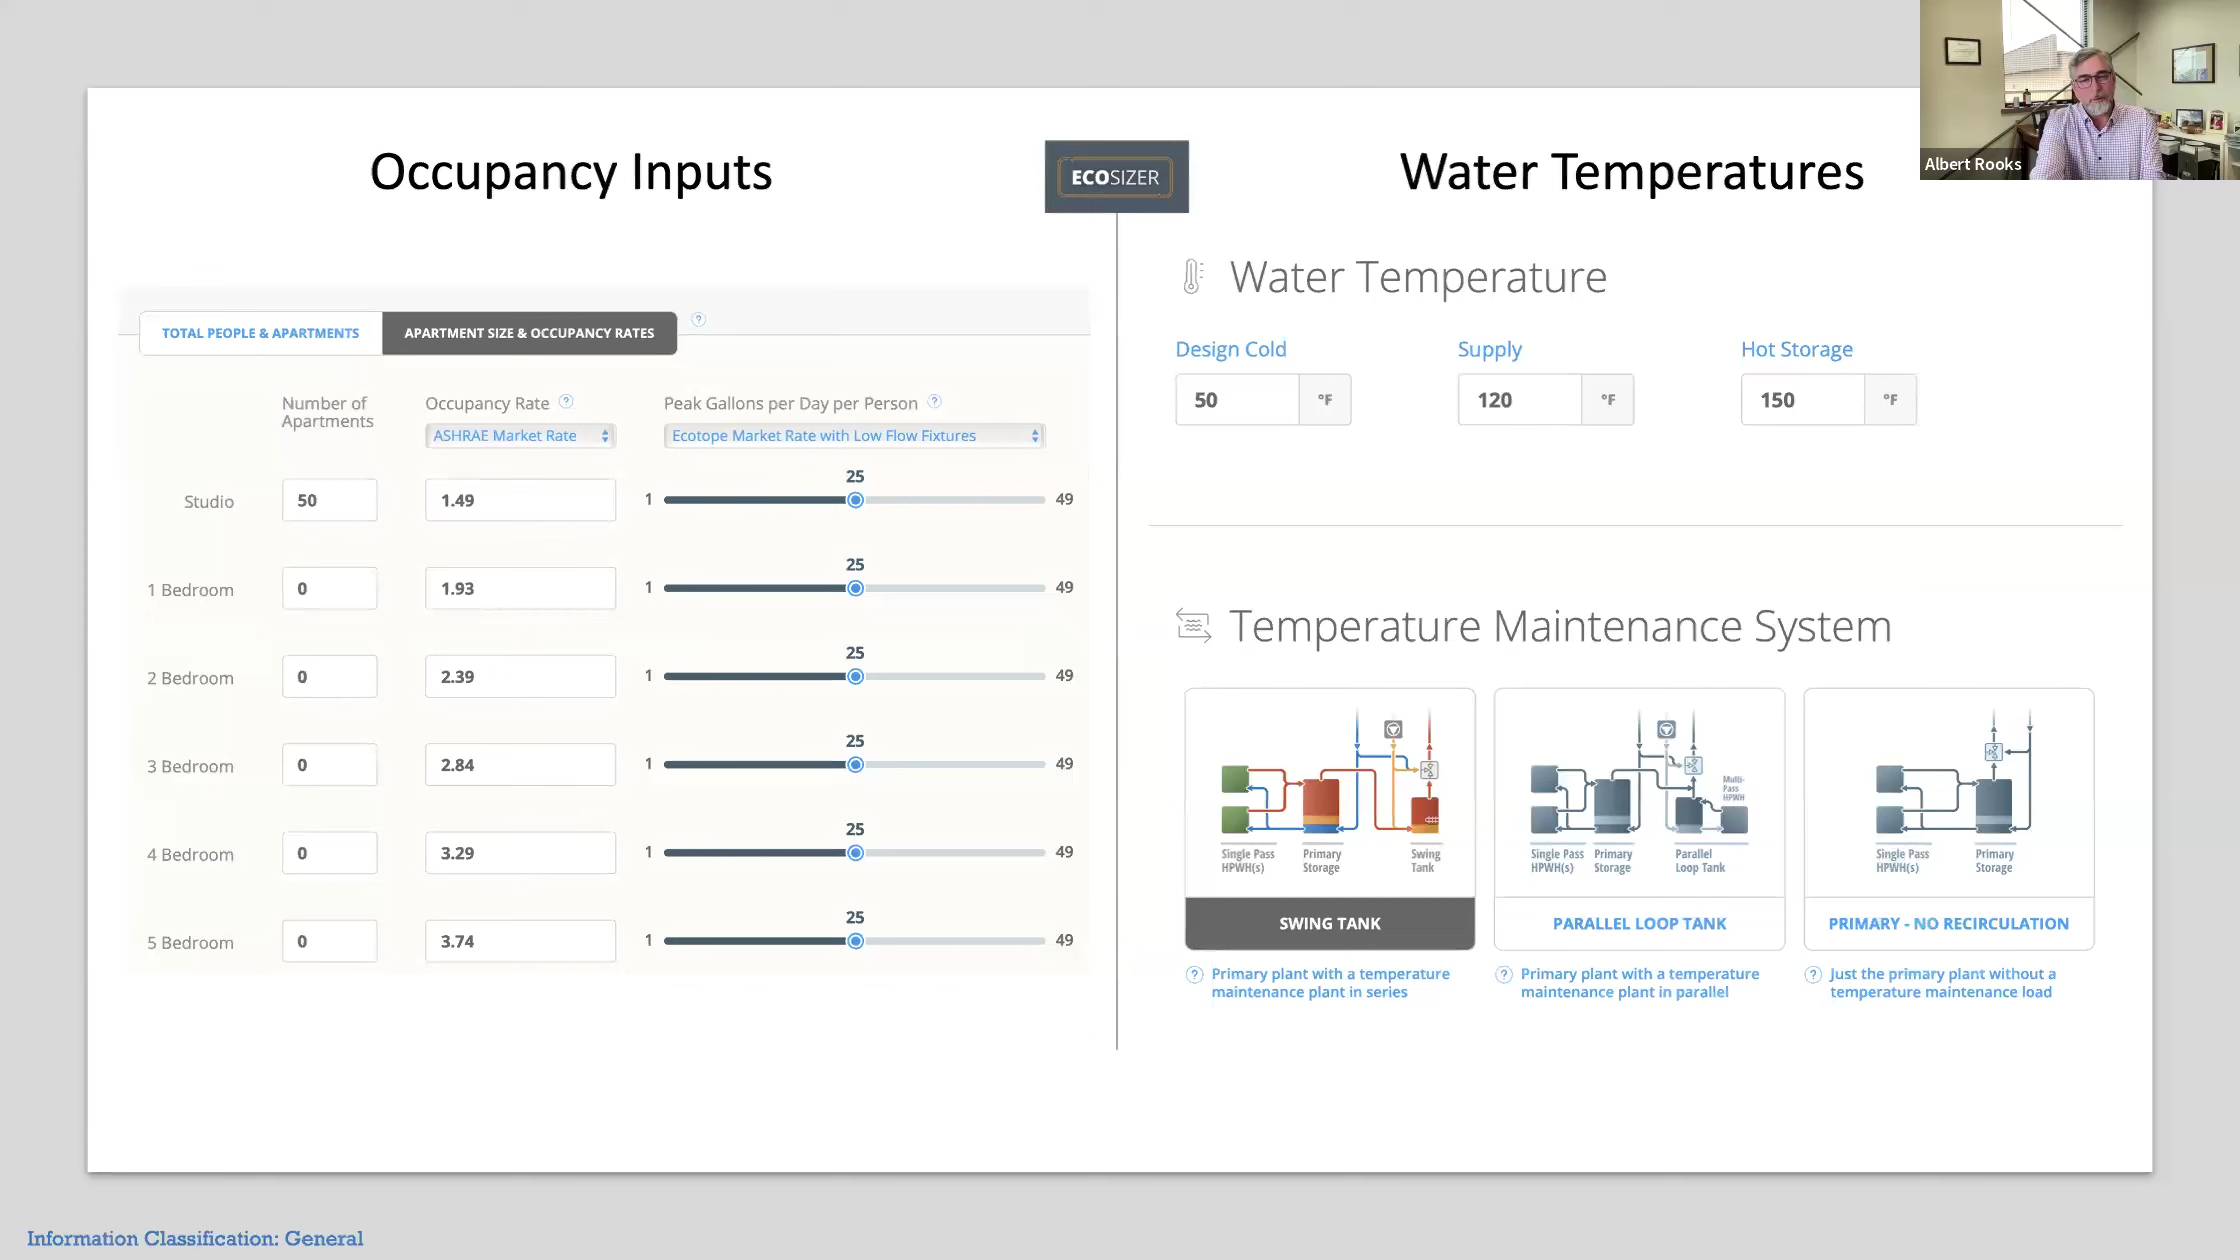 Albert Rooks
Occupancy Inputs
ECOSIZER
Water Temperatures
TOTAL PEOPLE & APARTMENTS
APARTMENT SIZE & OCCUPANCY RATES
?
Number of
Apartments
Occupancy Rate ?
ASHRAE Market Rate
Peak Gallons per Day per Person ?
Ecotope Market Rate with Low Flow Fixtures
25
Studio 50 1.49 1 49
25
1 Bedroom 0 1.93 1 49
25
2 Bedroom 0 2.39 1 49
25
3 Bedroom 0 2.84 1 49
25
4 Bedroom 0 3.29 1 49
25
5 Bedroom 0 3.74 1 49
Water Temperature
Design Cold
50 °F
Supply
120 °F
Hot Storage
150 °F
Temperature Maintenance System
Single Pass
HPWH(s)
Primary
Storage
Swing
Tank
SWING TANK
? Primary plant with a temperature
maintenance plant in series
Multi-
Pass
HPWH
Single Pass
HPWH(s)
Primary
Storage
Parallel
Loop Tank
PARALLEL LOOP TANK
? Primary plant with a temperature
maintenance plant in parallel
Single Pass
HPWH(s)
Primary
Storage
PRIMARY - NO RECIRCULATION
? Just the primary plant without a
temperature maintenance load
Information Classification: General